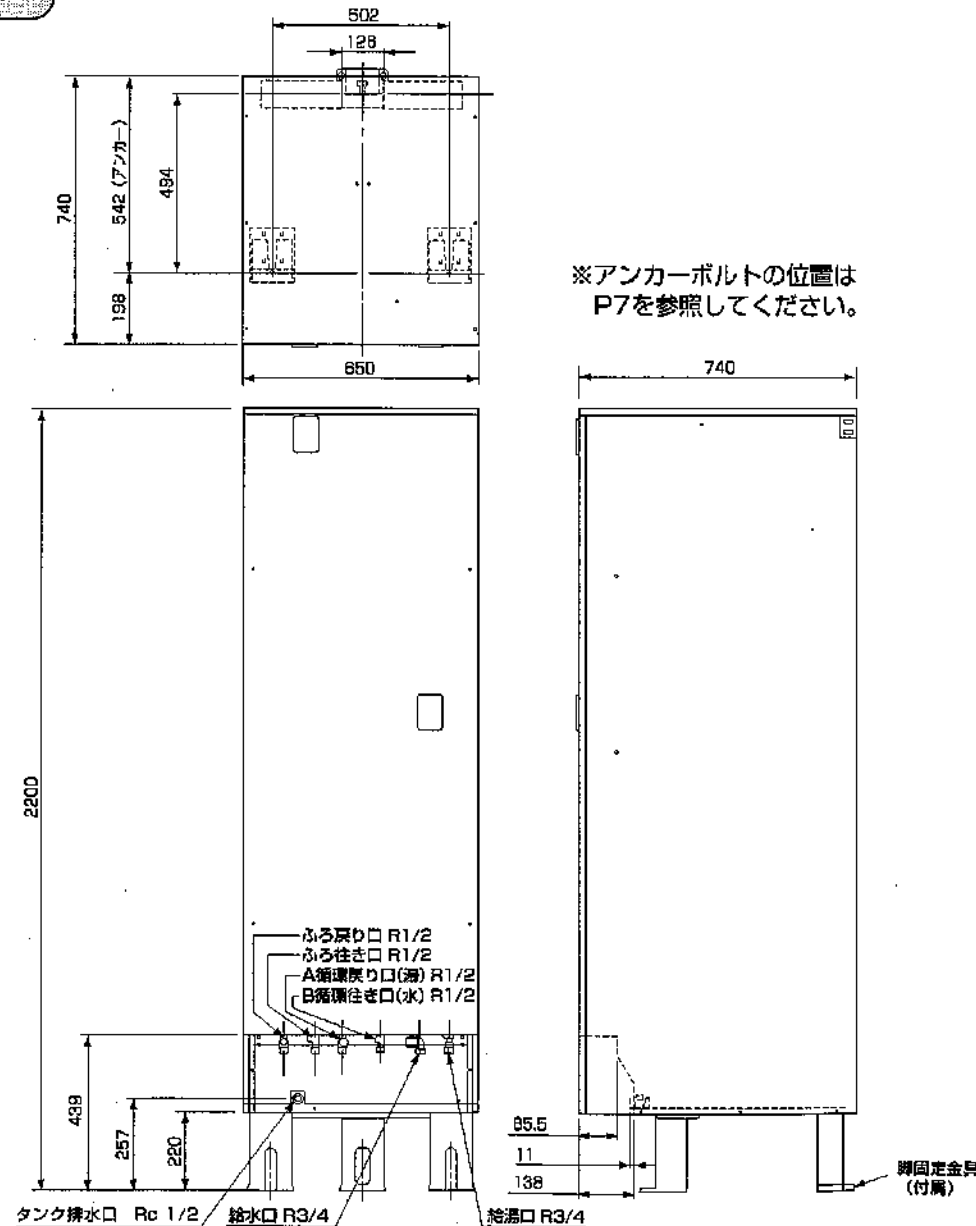 502
126
740
542 (アンカー)
494
198
650
※アンカーボルトの位置は
P7を参照してください。
740
2200
ふろ戻り口 R1/2
ふろ往き口 R1/2
A循環戻り口(湯) R1/2
B循環往き口(水) R1/2
439
257
220
85.5
11
138
脚固定金具
(付属)
タンク排水口 Rc 1/2
給水口 R3/4
給湯口 R3/4